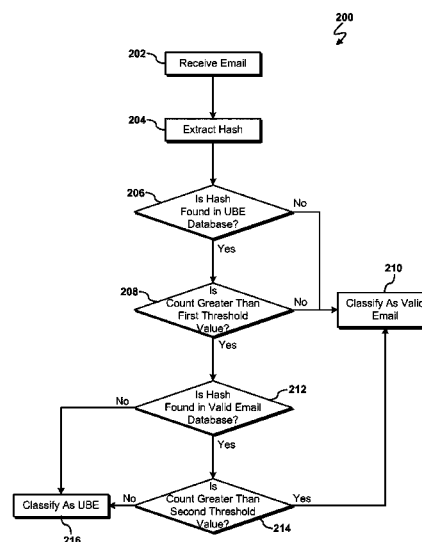 200
202
Receive Email
204
Extract Hash
206
Is Hash
Found in UBE
Database?
No
Yes
208
Is
Count Greater Than
First Threshold
Value?
No
210
Classify As Valid
Email
Yes
212
Is Hash
Found in Valid Email
Database?
No
Yes
Is
Count Greater Than
Second Threshold
Value?
No
Yes
214
Classify As UBE
216